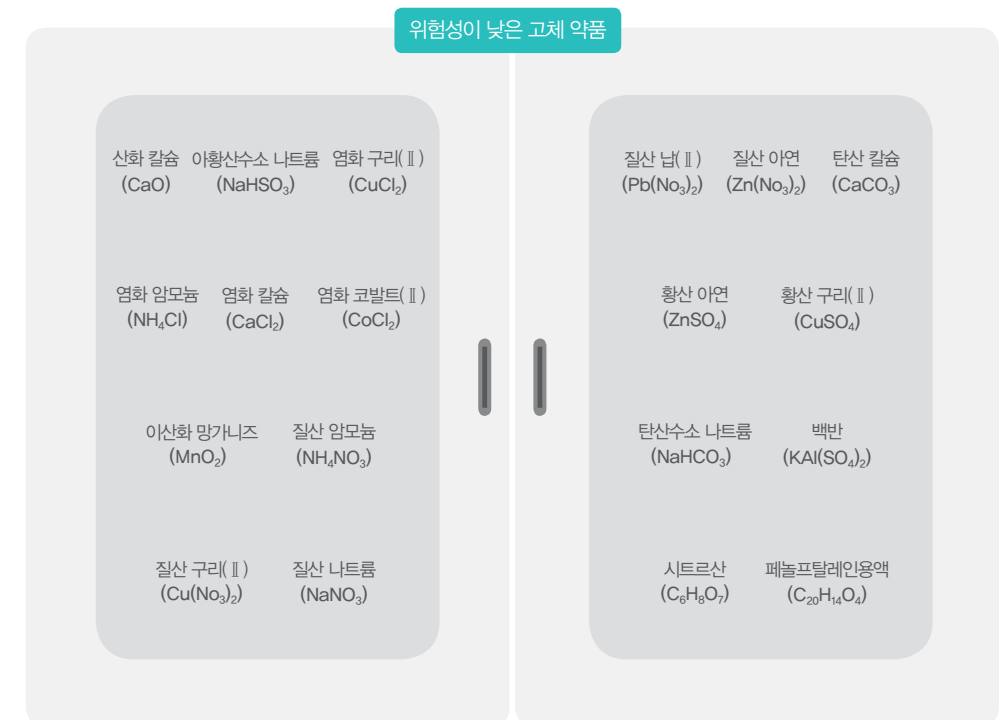 위험성이 낮은 고체 약품
산화 칼슘 아황산수소 나트륨 염화 구리(Ⅱ)
(CaO) (NaHSO₃) (CuCl₂)
염화 암모늄 염화 칼슘 염화 코발트(Ⅱ)
(NH₄Cl) (CaCl₂) (CoCl₂)
이산화 망가니즈 질산 암모늄
(MnO₂) (NH₄NO₃)
질산 구리(Ⅱ) 질산 나트륨
(Cu(No₃)₂) (NaNO₃)
질산 납(Ⅱ) 질산 아연 탄산 칼슘
(Pb(No₃)₂) (Zn(No₃)₂) (CaCO₃)
황산 아연 황산 구리(Ⅱ)
(ZnSO₄) (CuSO₄)
탄산수소 나트륨 백반
(NaHCO₃) (KAl(SO₄)₂)
시트르산 페놀프탈레인용액
(C₆H₈O₇) (C₂₀H₁₄O₄)